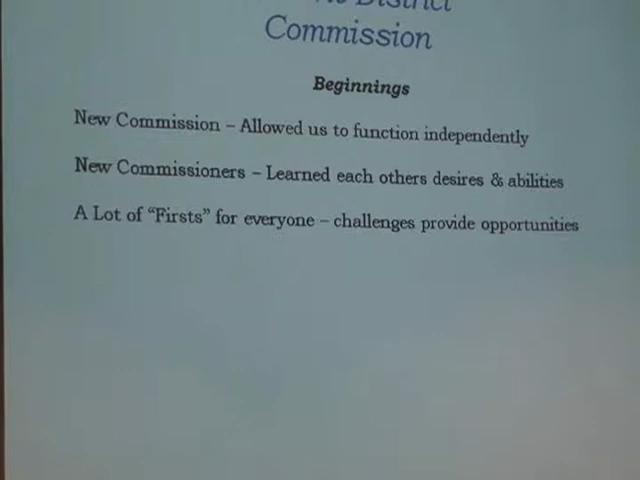 District
Commission
Beginnings
New Commission – Allowed us to function independently
New Commissioners – Learned each others desires & abilities
A Lot of “Firsts” for everyone – challenges provide opportunities